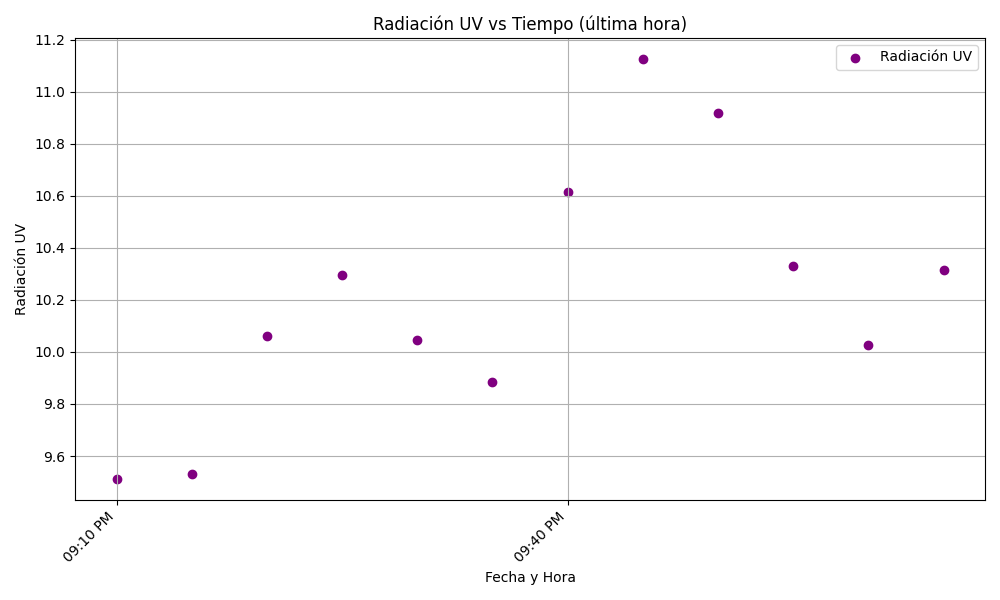 Radiación UV vs Tiempo (última hora)
Radiación UV
11.2
11.0
10.8
10.6
10.4
10.2
10.0
9.8
9.6
Radiación UV
09:10 PM
09:40 PM
Fecha y Hora